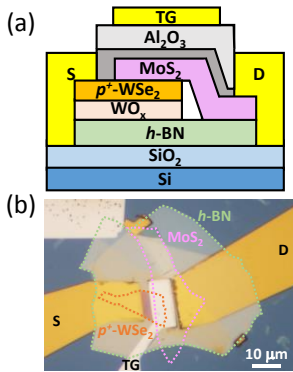 (a)
TG
Al₂O₃
S
MoS₂
D
p⁺-WSe₂
WOₓ
h-BN
SiO₂
Si
(b)
h-BN
MoS₂
D
p⁺-WSe₂
S
TG
10 μm